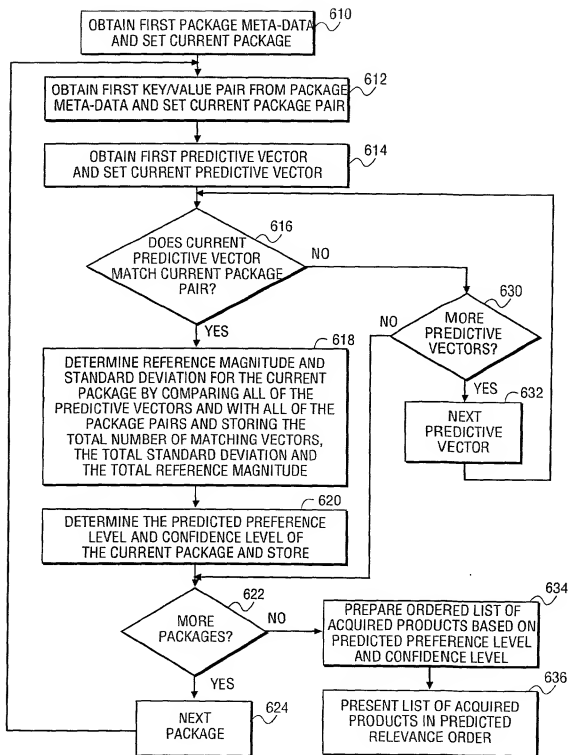 610
OBTAIN FIRST PACKAGE META-DATA
AND SET CURRENT PACKAGE
612
OBTAIN FIRST KEY/VALUE PAIR FROM PACKAGE
META-DATA AND SET CURRENT PACKAGE PAIR
614
OBTAIN FIRST PREDICTIVE VECTOR
AND SET CURRENT PREDICTIVE VECTOR
616
DOES CURRENT
PREDICTIVE VECTOR
MATCH CURRENT PACKAGE
PAIR?
NO
YES
630
MORE
PREDICTIVE
VECTORS?
NO
YES
632
NEXT
PREDICTIVE
VECTOR
618
DETERMINE REFERENCE MAGNITUDE AND
STANDARD DEVIATION FOR THE CURRENT
PACKAGE BY COMPARING ALL OF THE
PREDICTIVE VECTORS AND WITH ALL OF THE
PACKAGE PAIRS AND STORING THE
TOTAL NUMBER OF MATCHING VECTORS,
THE TOTAL STANDARD DEVIATION AND
THE TOTAL REFERENCE MAGNITUDE
620
DETERMINE THE PREDICTED PREFERENCE
LEVEL AND CONFIDENCE LEVEL OF
THE CURRENT PACKAGE AND STORE
622
MORE
PACKAGES?
NO
YES
624
NEXT
PACKAGE
634
PREPARE ORDERED LIST OF
ACQUIRED PRODUCTS BASED ON
PREDICTED PREFERENCE LEVEL
AND CONFIDENCE LEVEL
636
PRESENT LIST OF ACQUIRED
PRODUCTS IN PREDICTED
RELEVANCE ORDER